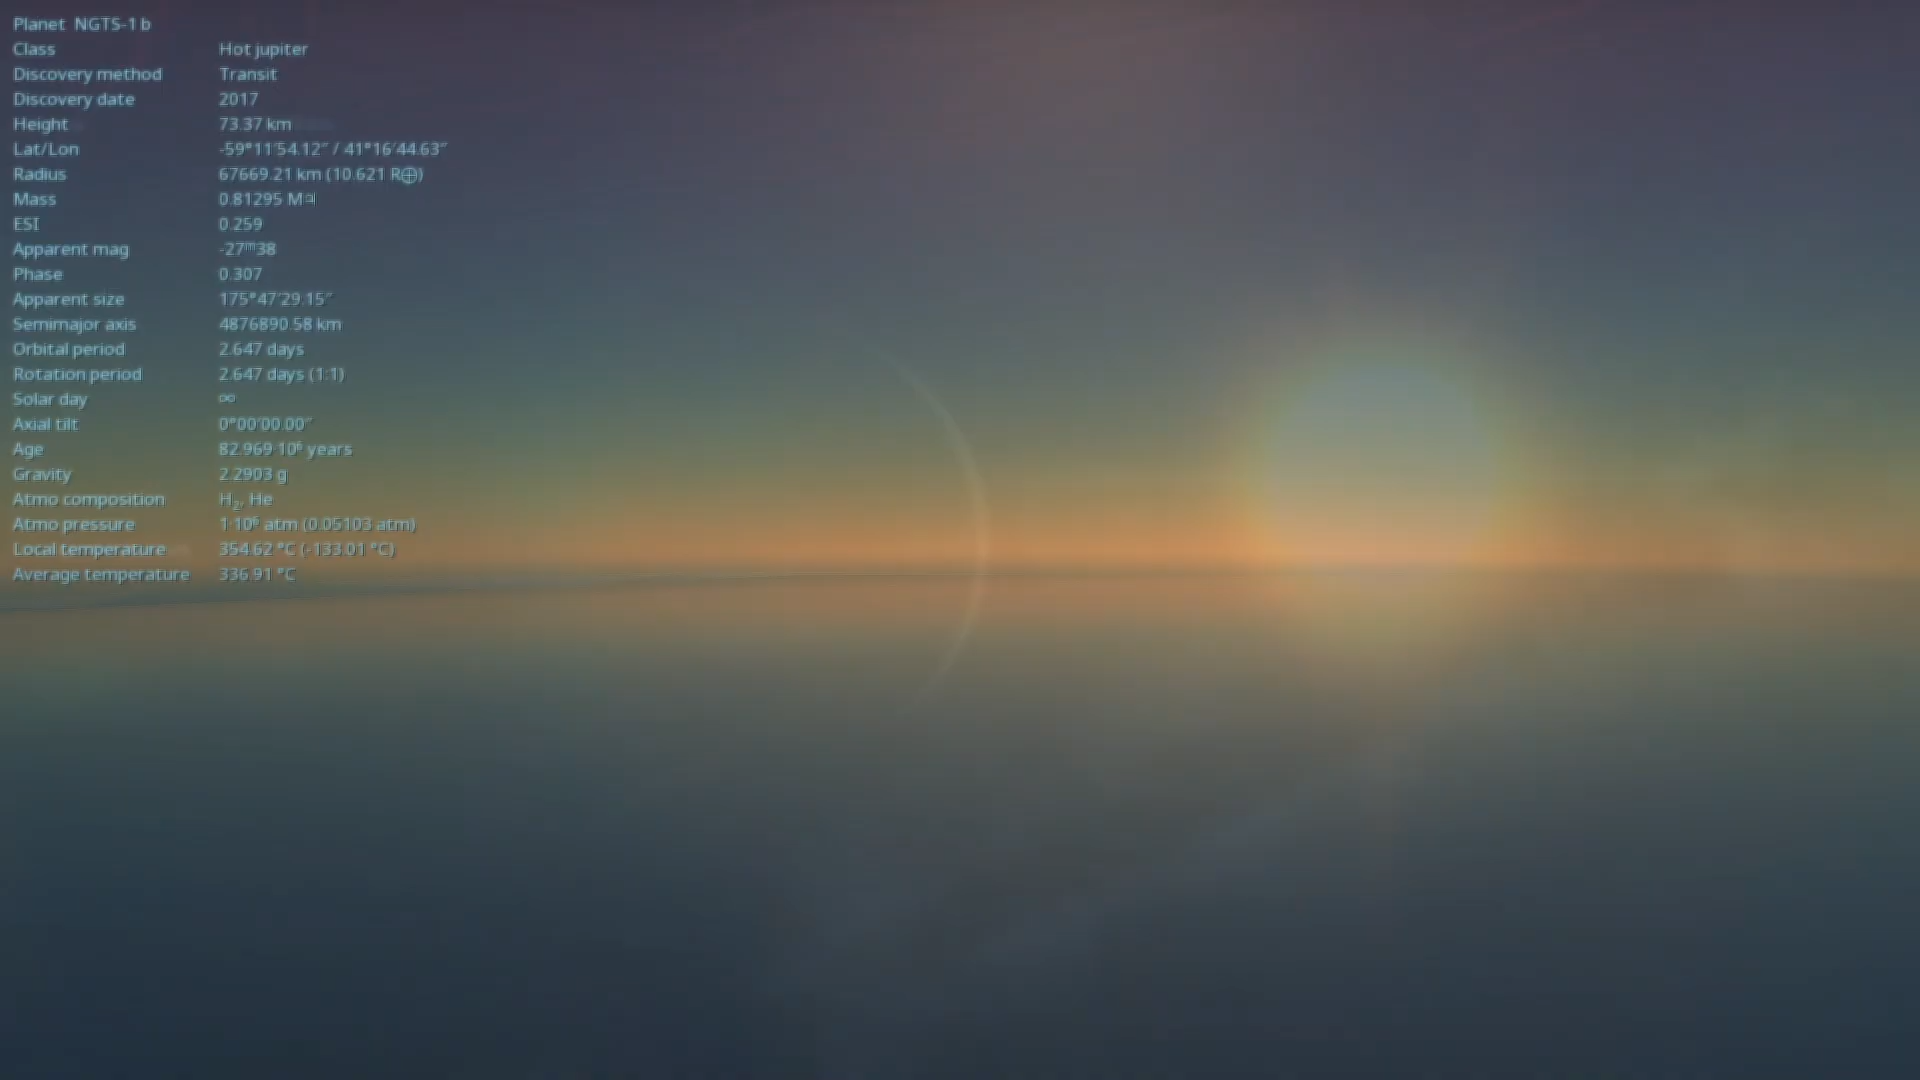 Planet NGTS-1 b
Class Hot jupiter
Discovery method Transit
Discovery date 2017
Height 73.37 km
Lat/Lon -59°11′54.12″ / 41°16′44.63″
Radius 67669.21 km (10.621 R⊕)
Mass 0.81295 M♃
ESI 0.259
Apparent mag -27ᵐ38
Phase 0.307
Apparent size 175°47′29.15″
Semimajor axis 4876890.58 km
Orbital period 2.647 days
Rotation period 2.647 days (1:1)
Solar day ∞
Axial tilt 0°00′00.00″
Age 82.969·10⁶ years
Gravity 2.2903 g
Atmo composition H₂, He
Atmo pressure 1·10⁶ atm (0.05103 atm)
Local temperature 354.62 °C (-133.01 °C)
Average temperature 336.91 °C